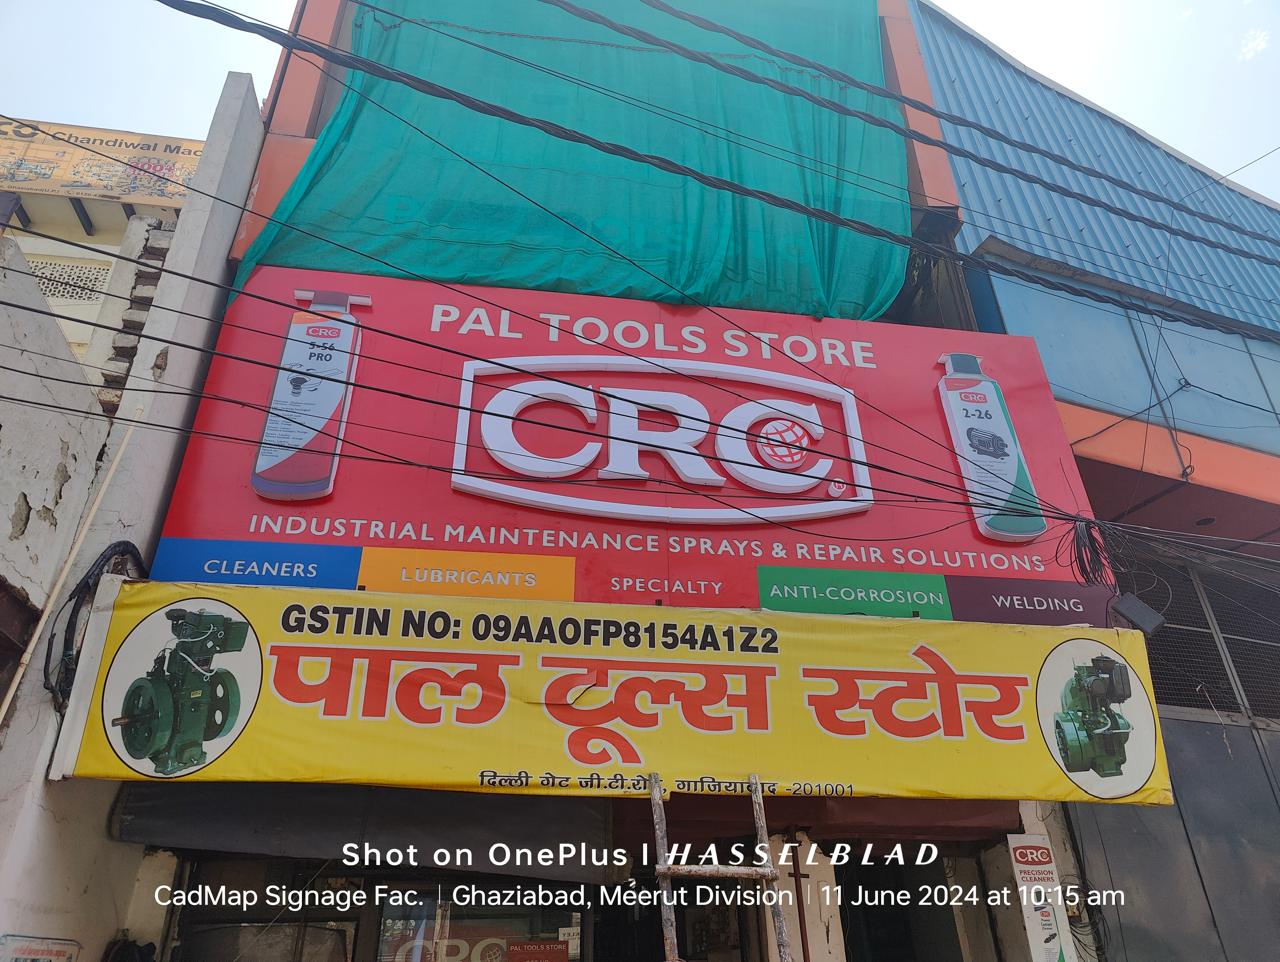 Chandiwal Mac
PAL TOOLS STORE
CRC
5-56
PRO
CRC
CRC
2-26
INDUSTRIAL MAINTENANCE SPRAYS & REPAIR SOLUTIONS
CLEANERS
LUBRICANTS
SPECIALTY
ANTI-CORROSION
WELDING
GSTIN NO: 09AAOFP8154A1Z2
पाल टूल्स स्टोर
दिल्ली गेट जी.टी.रोड, गाजियाबाद -201001
CRC
PRECISION
CLEANERS
CRC
PAL TOOLS STORE
Shot on OnePlus | HASSELBLAD
CadMap Signage Fac. | Ghaziabad, Meerut Division | 11 June 2024 at 10:15 am